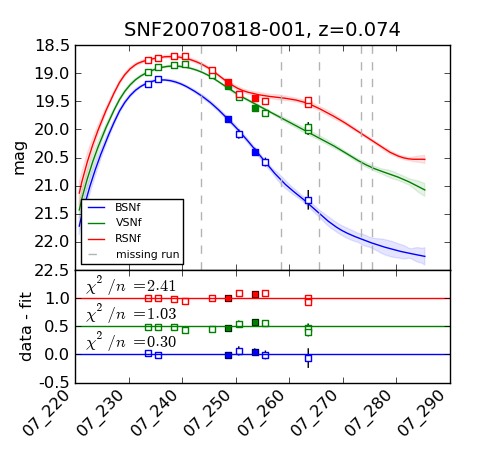 SNF20070818-001, z=0.074
18.5
19.0
19.5
20.0
20.5
21.0
21.5
22.0
22.5
mag
BSNf
VSNf
RSNf
missing run
χ² /n =2.41
χ² /n =1.03
χ² /n =0.30
1.0
0.5
0.0
-0.5
data - fit
07_220
07_230
07_240
07_250
07_260
07_270
07_280
07_290